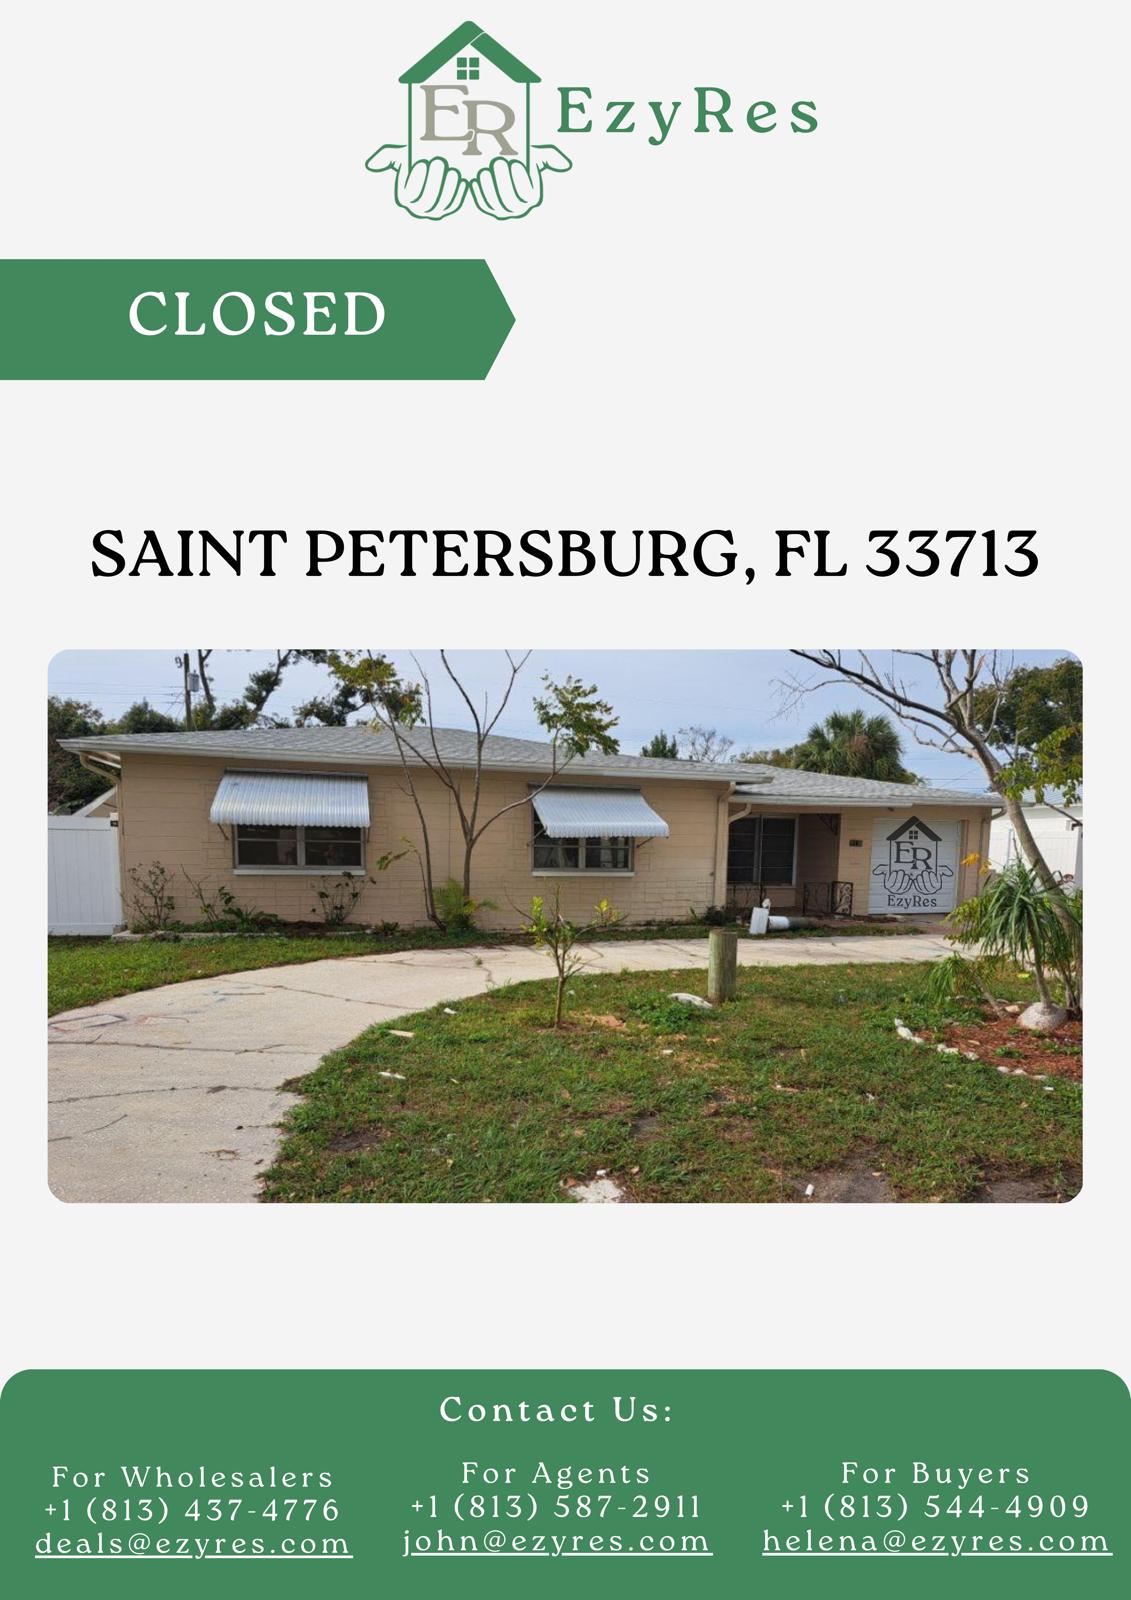 ER
EzyRes
CLOSED
SAINT PETERSBURG, FL 33713
ER
EzyRes
Contact Us:
For Wholesalers
+1 (813) 437-4776
deals@ezyres.com
For Agents
+1 (813) 587-2911
john@ezyres.com
For Buyers
+1 (813) 544-4909
helena@ezyres.com